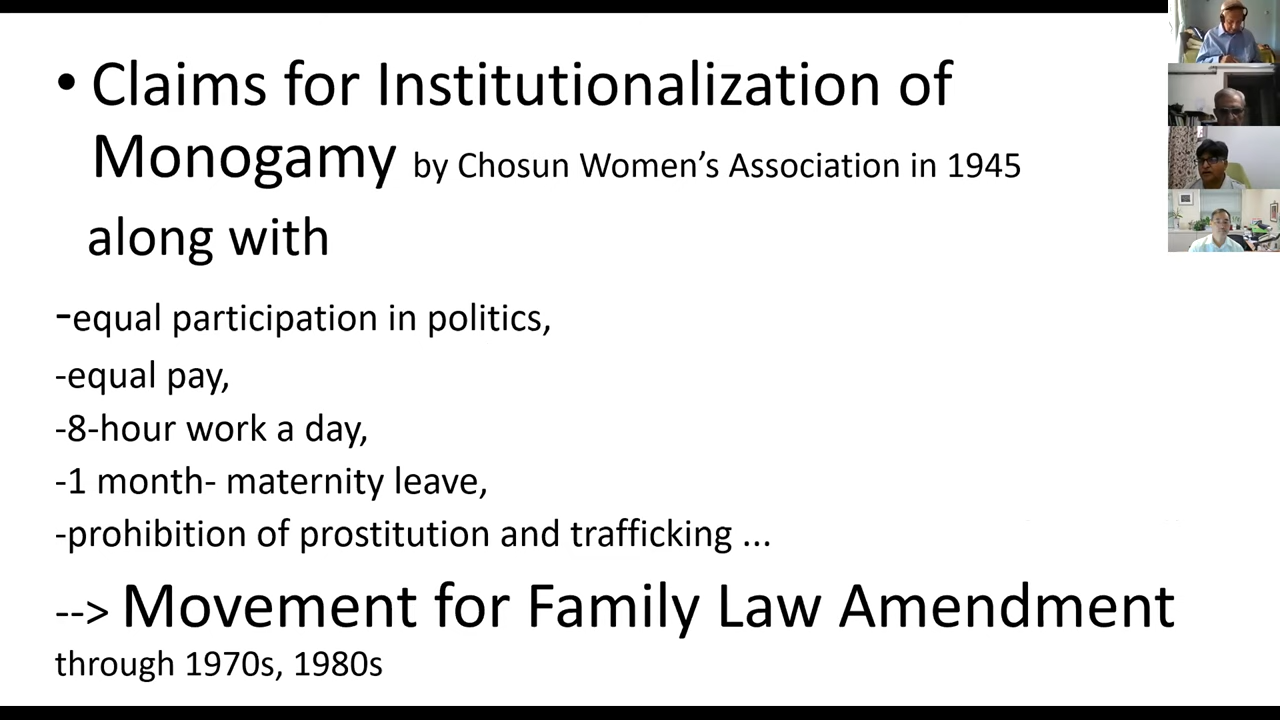 • Claims for Institutionalization of
Monogamy by Chosun Women’s Association in 1945
along with
-equal participation in politics,
-equal pay,
-8-hour work a day,
-1 month- maternity leave,
-prohibition of prostitution and trafficking ...
--> Movement for Family Law Amendment
through 1970s, 1980s